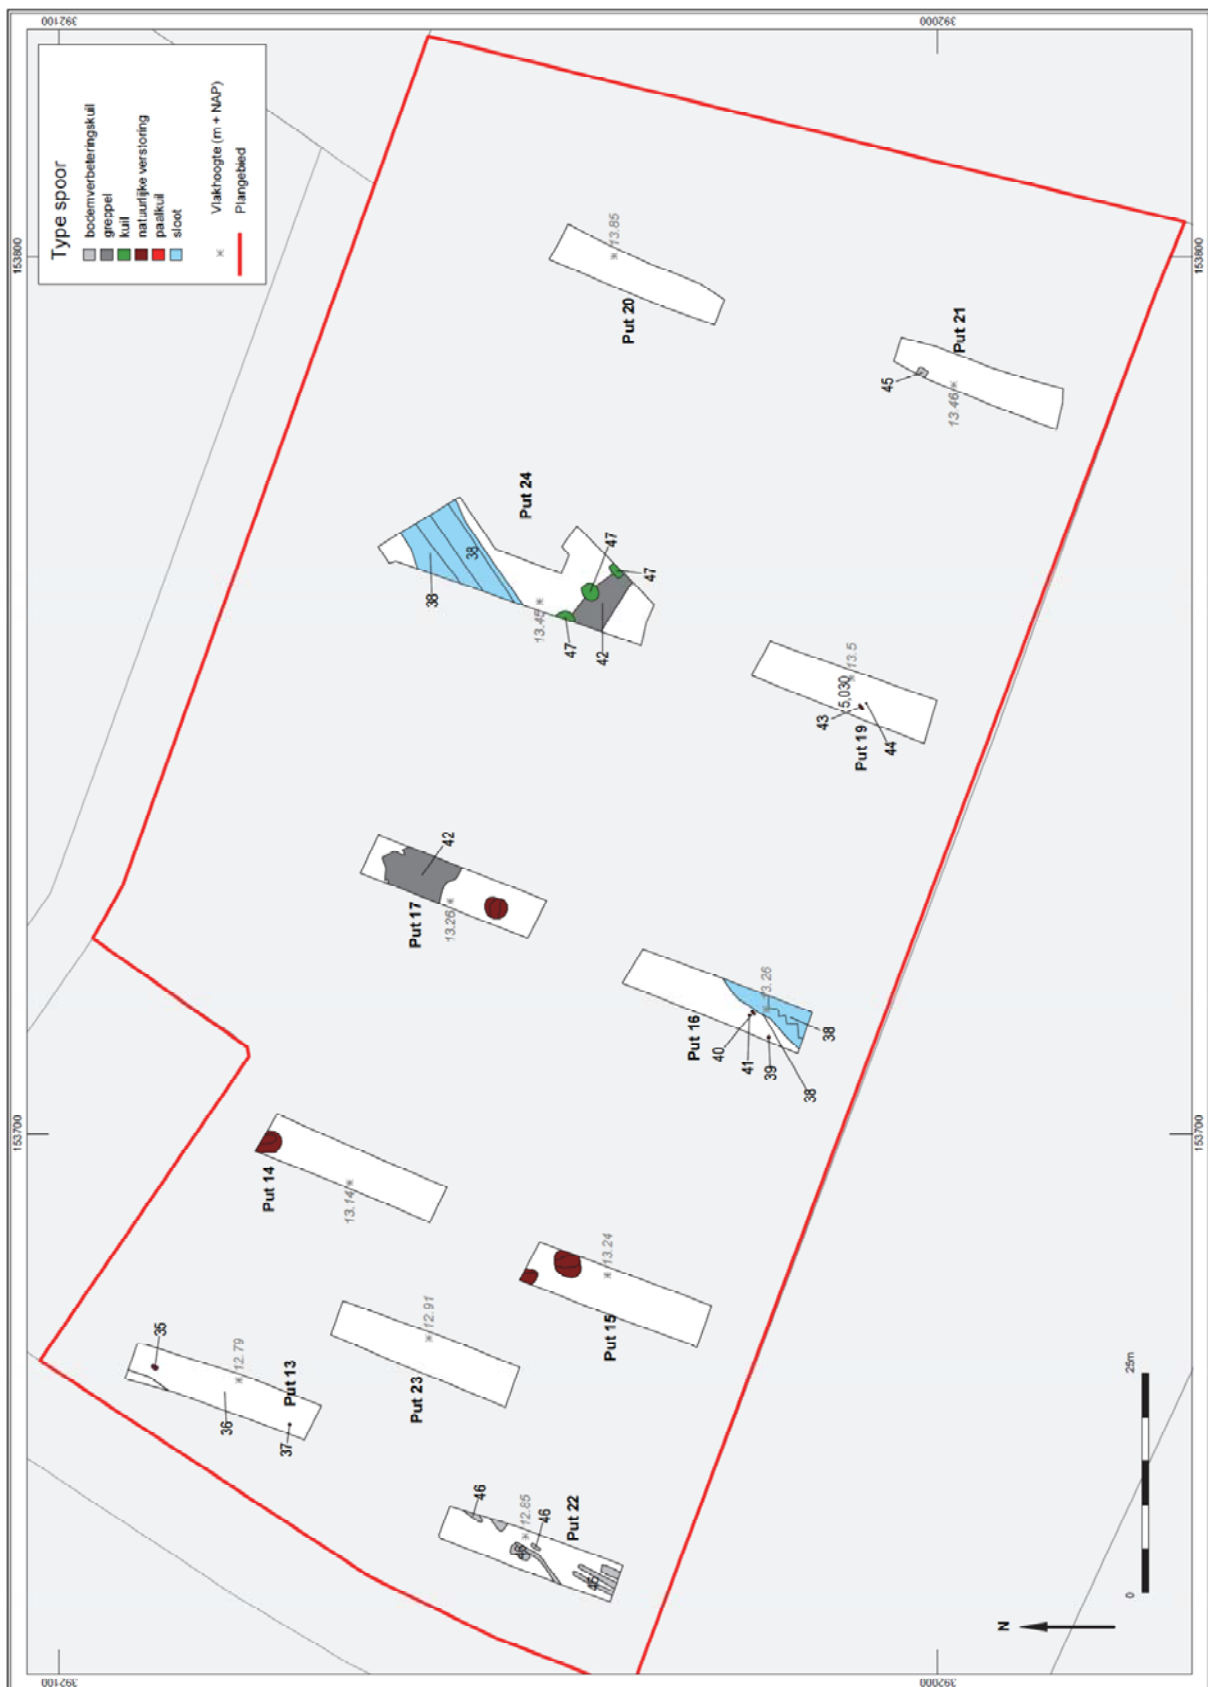 392100
392000
153800
153800
153700
153700
392100
392000
Type spoor
bodemverbeteringskuil
greppel
kuil
natuurlijke verstoring
paalkuil
sloot
Vlakhoogte (m + NAP)
Plangebied
Put 20
13.85
Put 21
45
13.46
Put 24
38
38
13.45
47
47
47
42
Put 19
43
5,030
13.5
44
Put 17
42
13.26
Put 16
40
41
39
38
38
13.26
Put 14
13.14
Put 15
13.24
Put 23
12.91
Put 13
35
36
37
12.79
Put 22
46
46
46
12.85
N
0
25m